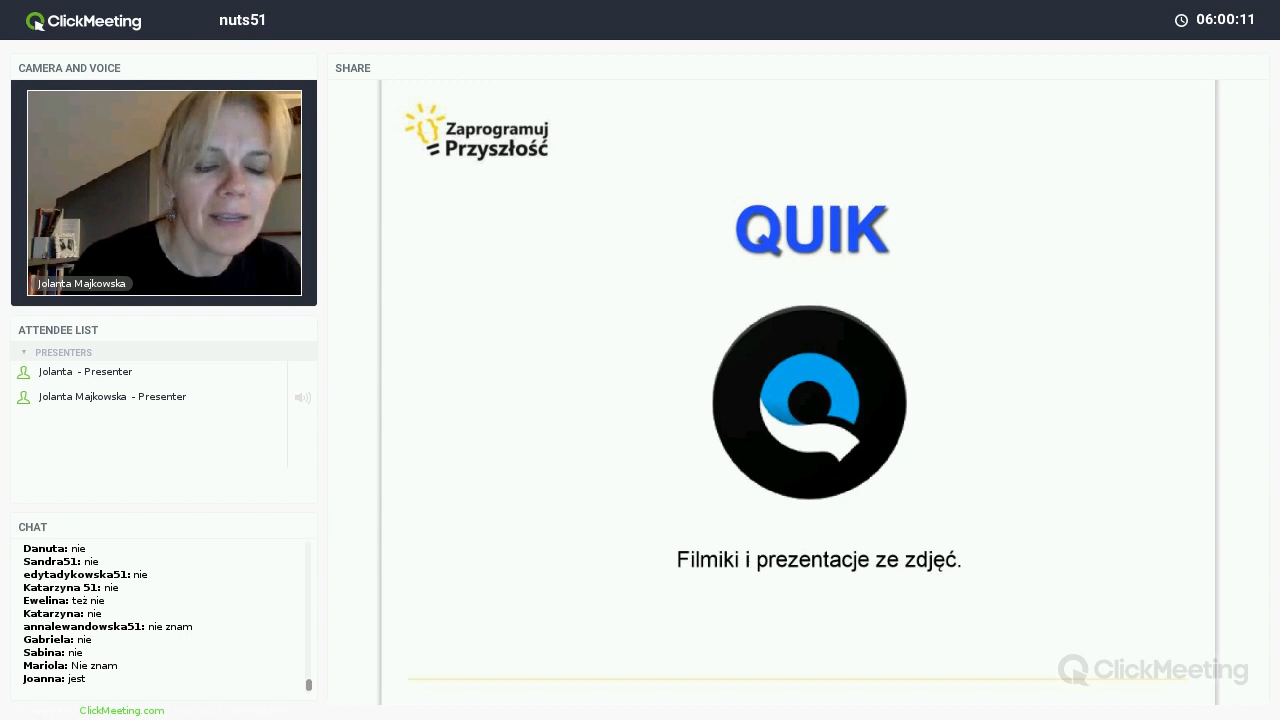 ClickMeeting
nuts51
06:00:11
CAMERA AND VOICE
Jolanta Majkowska
ATTENDEE LIST
PRESENTERS
Jolanta - Presenter
Jolanta Majkowska - Presenter
CHAT
Danuta: nie
Sandra51: nie
edytadykowska51: nie
Katarzyna 51: nie
Ewelina: też nie
Katarzyna: nie
annalewandowska51: nie znam
Gabriela: nie
Sabina: nie
Mariola: Nie znam
Joanna: jest
ClickMeeting.com
SHARE
Zaprogramuj
Przyszłość
QUIK
Filmiki i prezentacje ze zdjęć.
ClickMeeting